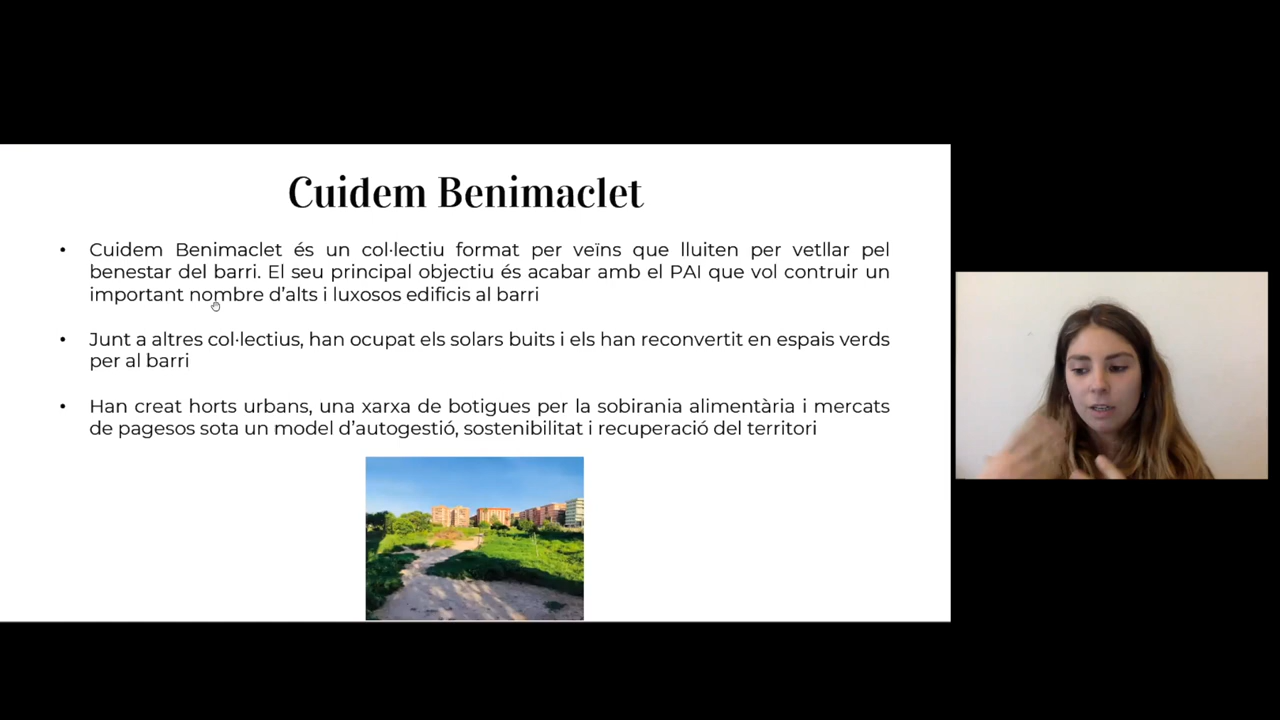 Cuidem Benimaclet
• Cuidem Benimaclet és un col·lectiu format per veïns que lluiten per vetllar pel
benestar del barri. El seu principal objectiu és acabar amb el PAI que vol contruir un
important nombre d’alts i luxosos edificis al barri
• Junt a altres col·lectius, han ocupat els solars buits i els han reconvertit en espais verds
per al barri
• Han creat horts urbans, una xarxa de botigues per la sobirania alimentària i mercats
de pagesos sota un model d’autogestió, sostenibilitat i recuperació del territori